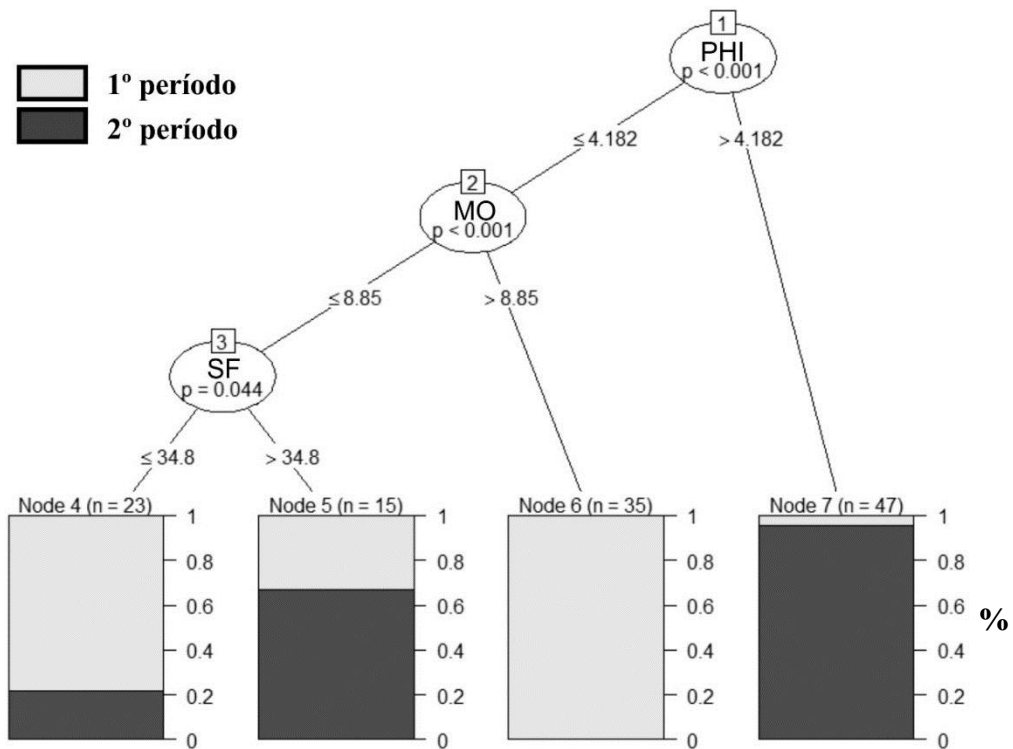 1
PHI
p < 0.001
1º período
2º período
≤ 4.182
> 4.182
2
MO
p < 0.001
≤ 8.85
> 8.85
3
SF
p = 0.044
≤ 34.8
> 34.8
Node 4 (n = 23)
1
0.8
0.6
0.4
0.2
0
Node 5 (n = 15)
1
0.8
0.6
0.4
0.2
0
Node 6 (n = 35)
1
0.8
0.6
0.4
0.2
0
Node 7 (n = 47)
1
0.8
0.6
0.4
0.2
0
%